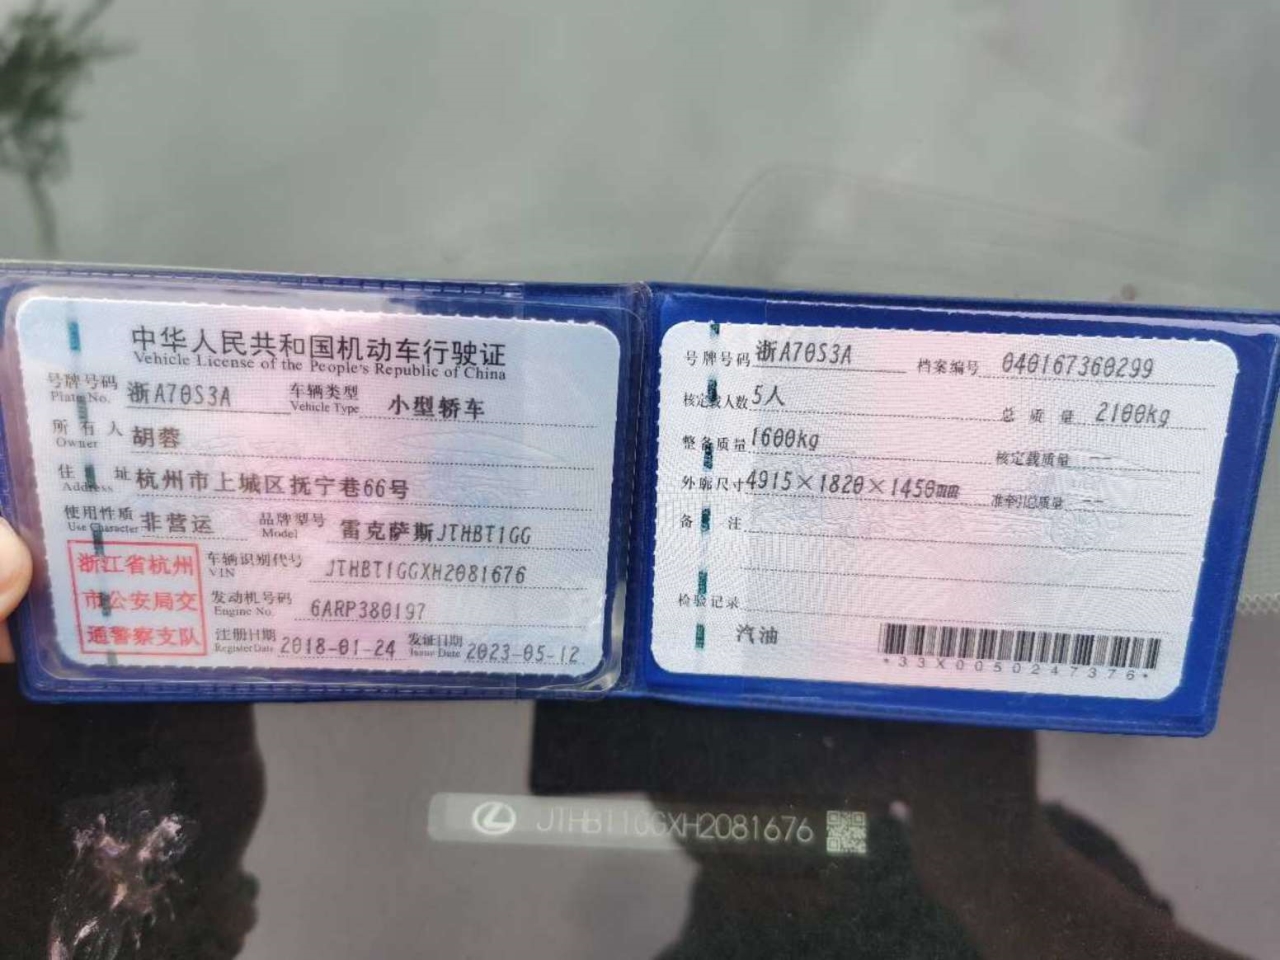 中华人民共和国机动车行驶证
Vehicle License of the People's Republic of China
号牌号码 浙A70S3A 车辆类型 小型轿车
Plate No. Vehicle Type
所有人 胡蓉
Owner
住址 杭州市上城区抚宁巷66号
Address
使用性质 非营运 品牌型号 雷克萨斯JTHBT1GG
Use Character Model
浙江省杭州
市公安局交
通警察支队
车辆识别代号 JTHBT1GGXH2081676
VIN
发动机号码 6ARP380197
Engine No.
注册日期 2018-01-24 发证日期 2023-05-12
Register Date Issue Date
号牌号码 浙A70S3A 档案编号 040167360299
核定载人数 5人 总质量 2100kg
整备质量 1600kg 核定载质量 --
外廓尺寸 4915×1820×1450mm 准牵引总质量 --
备注
检验记录
汽油
*33X0050247376*
JTHBT1GGXH2081676